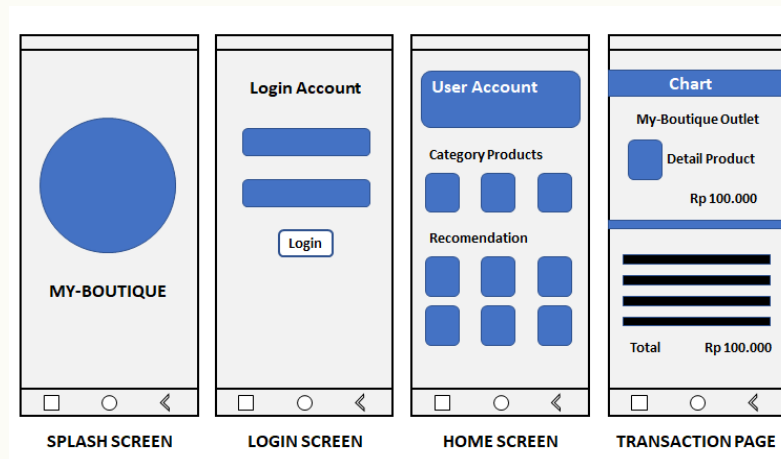 MY-BOUTIQUE
SPLASH SCREEN
Login Account
Login
LOGIN SCREEN
User Account
Category Products
Recomendation
HOME SCREEN
Chart
My-Boutique Outlet
Detail Product
Rp 100.000
Total Rp 100.000
TRANSACTION PAGE